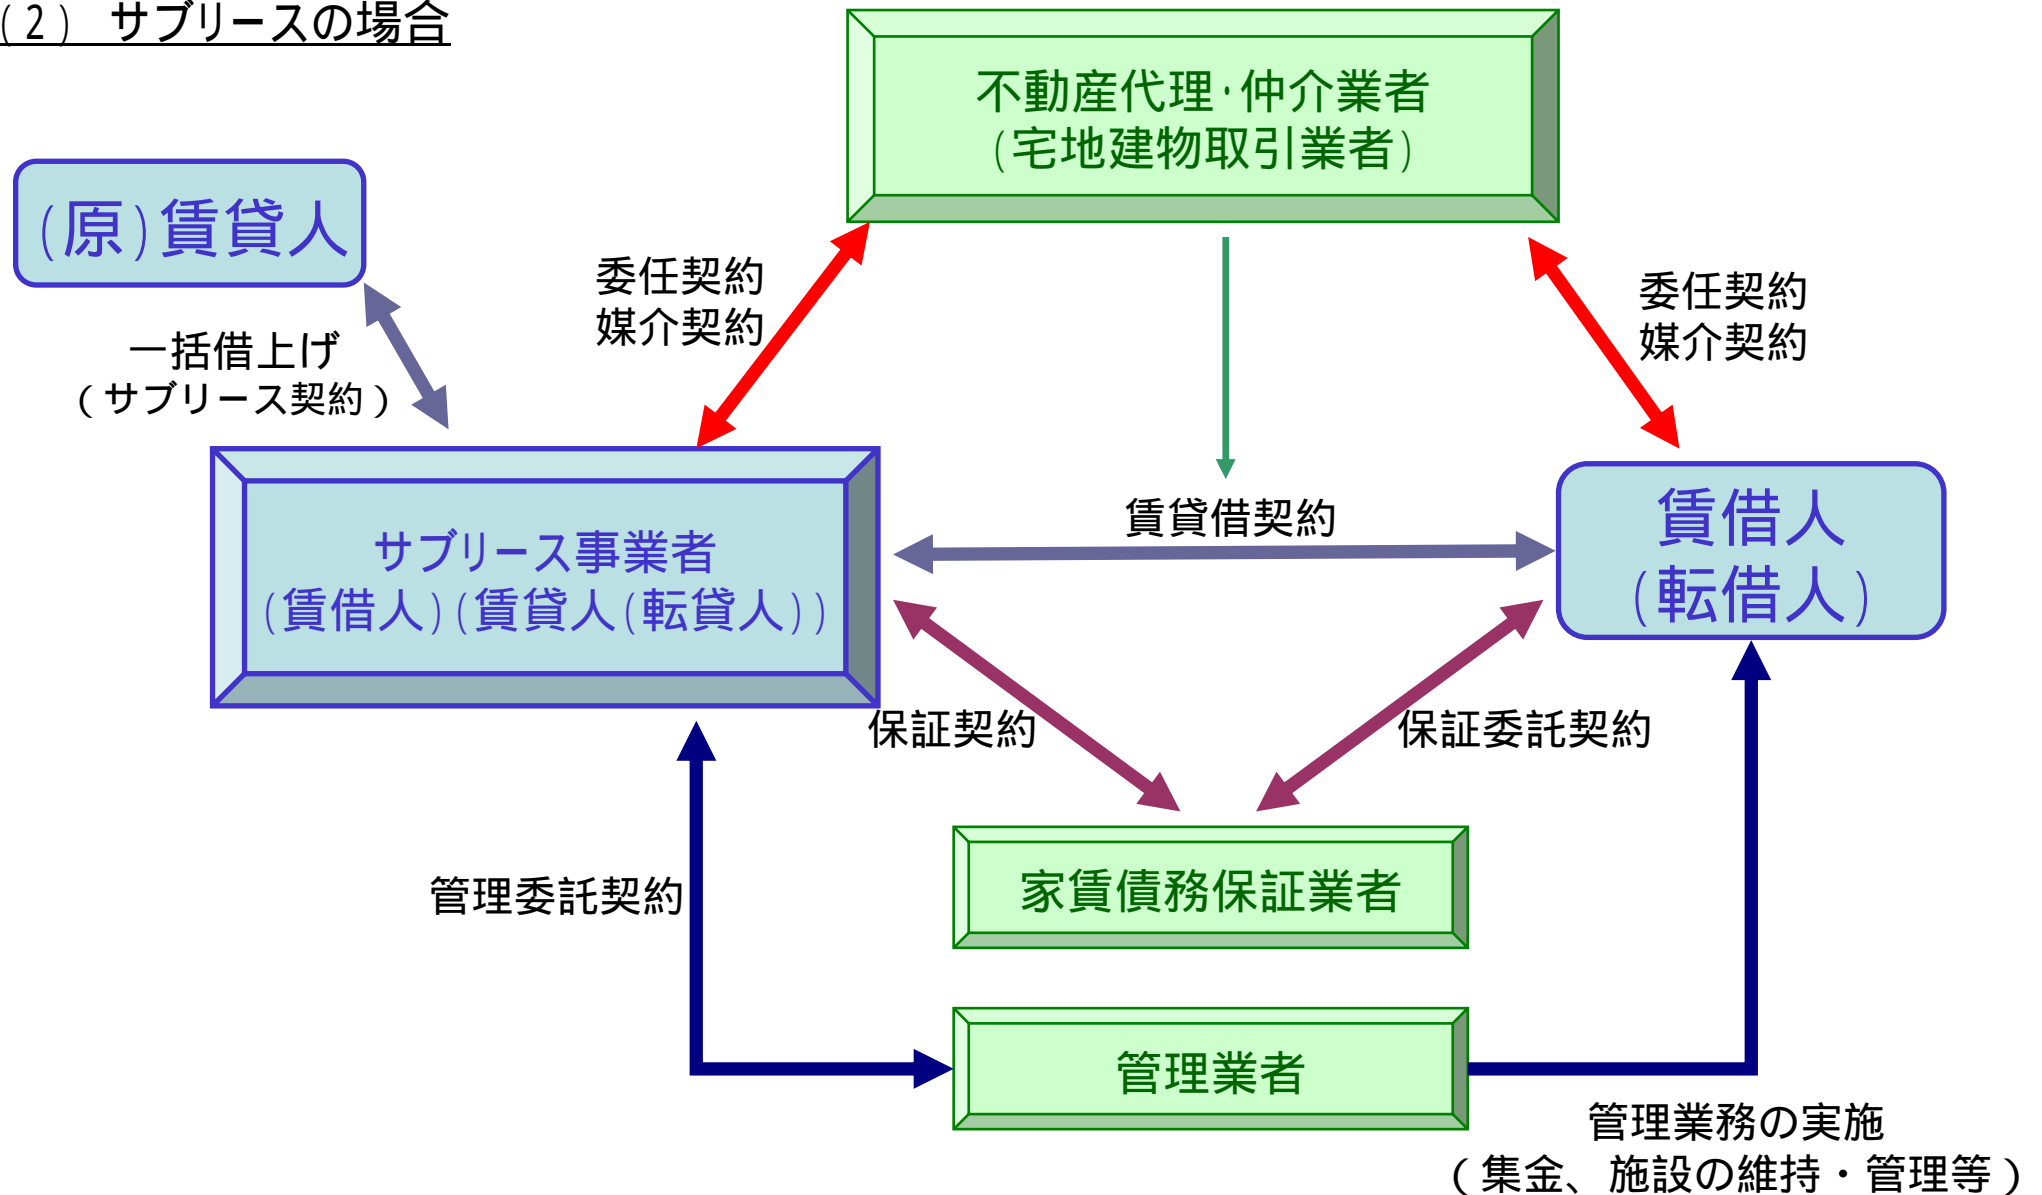 (2) サブリースの場合
不動産代理・仲介業者
(宅地建物取引業者)
(原)賃貸人
委任契約
媒介契約
委任契約
媒介契約
一括借上げ
(サブリース契約)
賃貸借契約
サブリース事業者
(賃借人)(賃貸人(転貸人))
賃借人
(転借人)
保証契約
保証委託契約
家賃債務保証業者
管理委託契約
管理業者
管理業務の実施
(集金、施設の維持・管理等)